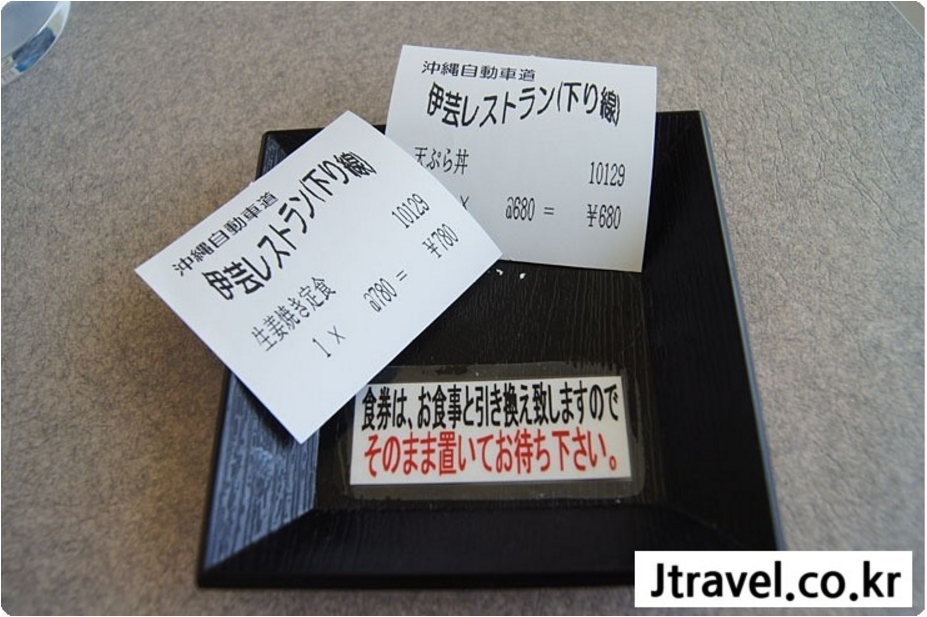 沖縄自動車道
伊芸レストラン(下り線)
天ぷら丼
10129
x @680 = ¥680
沖縄自動車道
伊芸レストラン(下り線)
10129
生姜焼き定食
1 x @780 = ¥780
食券は、お食事と引き換え致しますので
そのまま置いてお待ち下さい。
Jtravel.co.kr